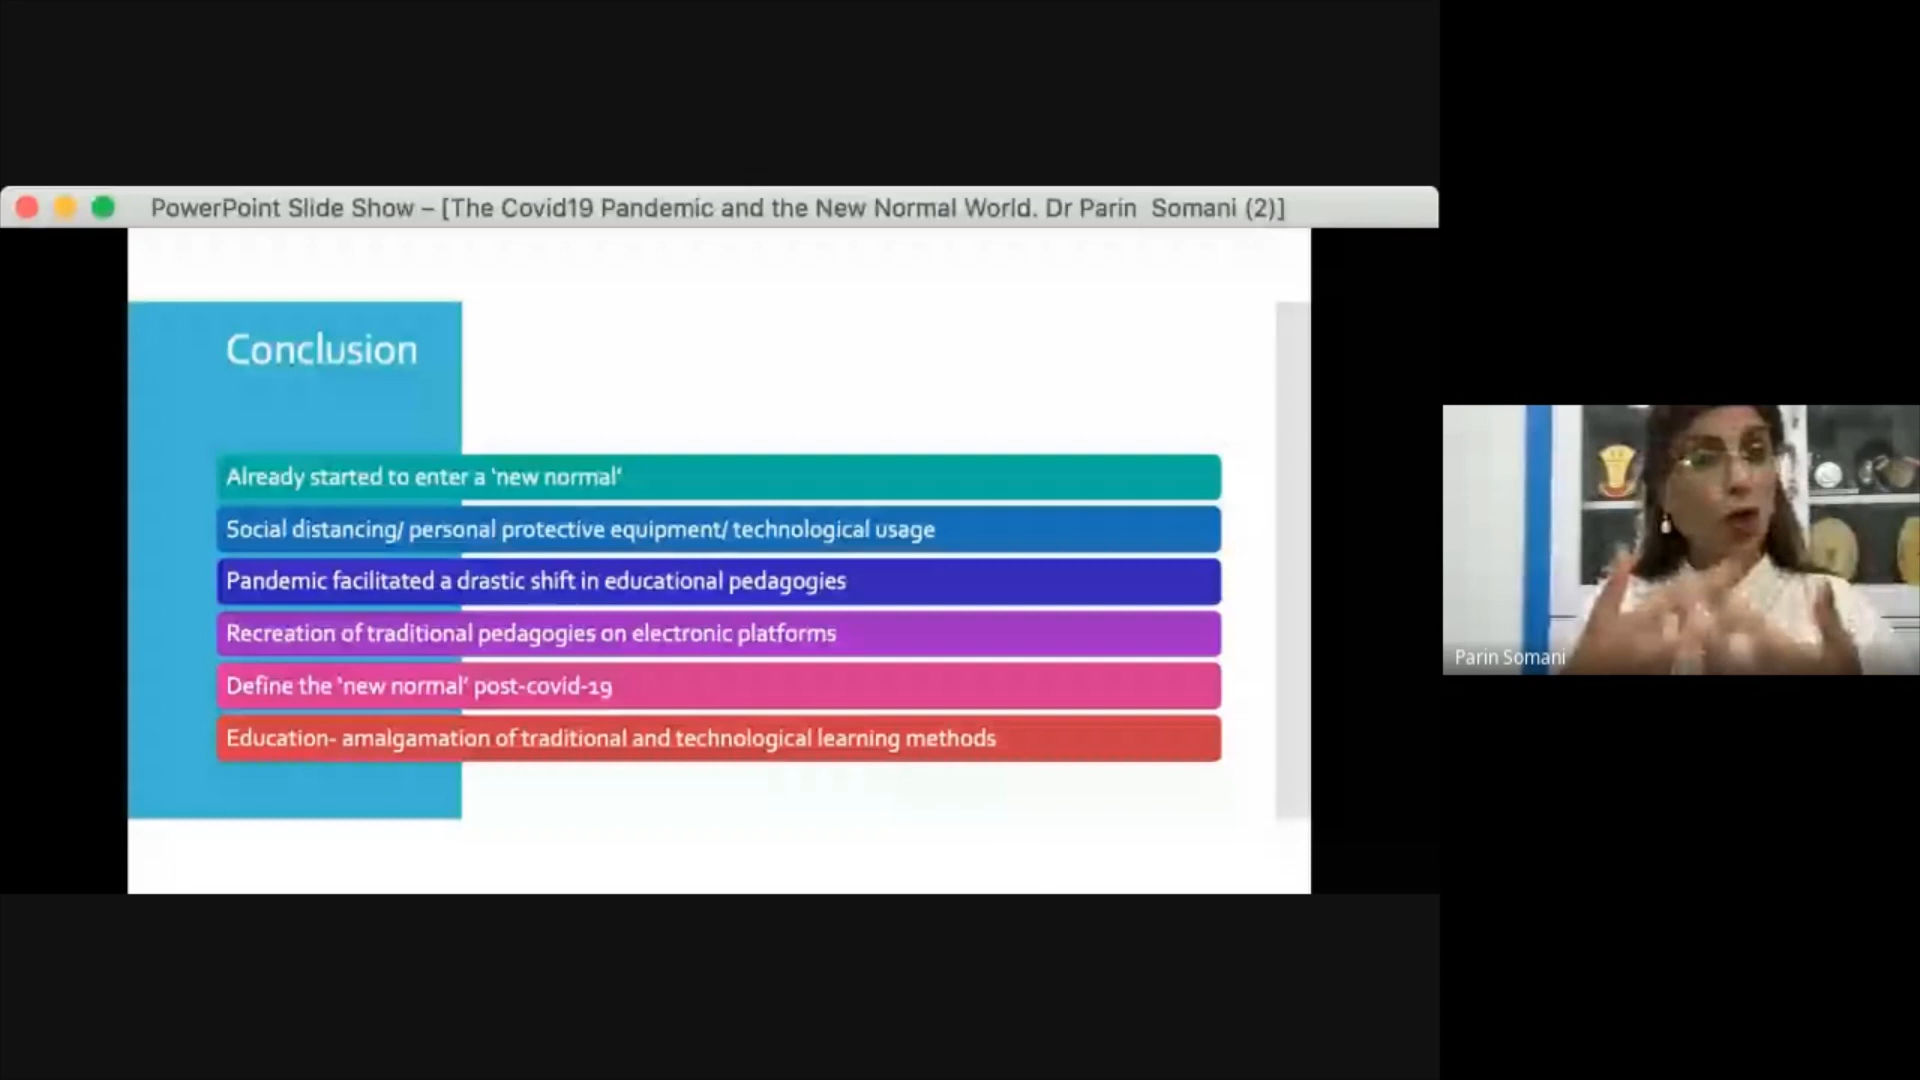 PowerPoint Slide Show – [The Covid19 Pandemic and the New Normal World. Dr Parin  Somani (2)]
Conclusion
Already started to enter a ‘new normal’
Social distancing/ personal protective equipment/ technological usage
Pandemic facilitated a drastic shift in educational pedagogies
Recreation of traditional pedagogies on electronic platforms
Define the ‘new normal’ post-covid-19
Education- amalgamation of traditional and technological learning methods
Parin Somani